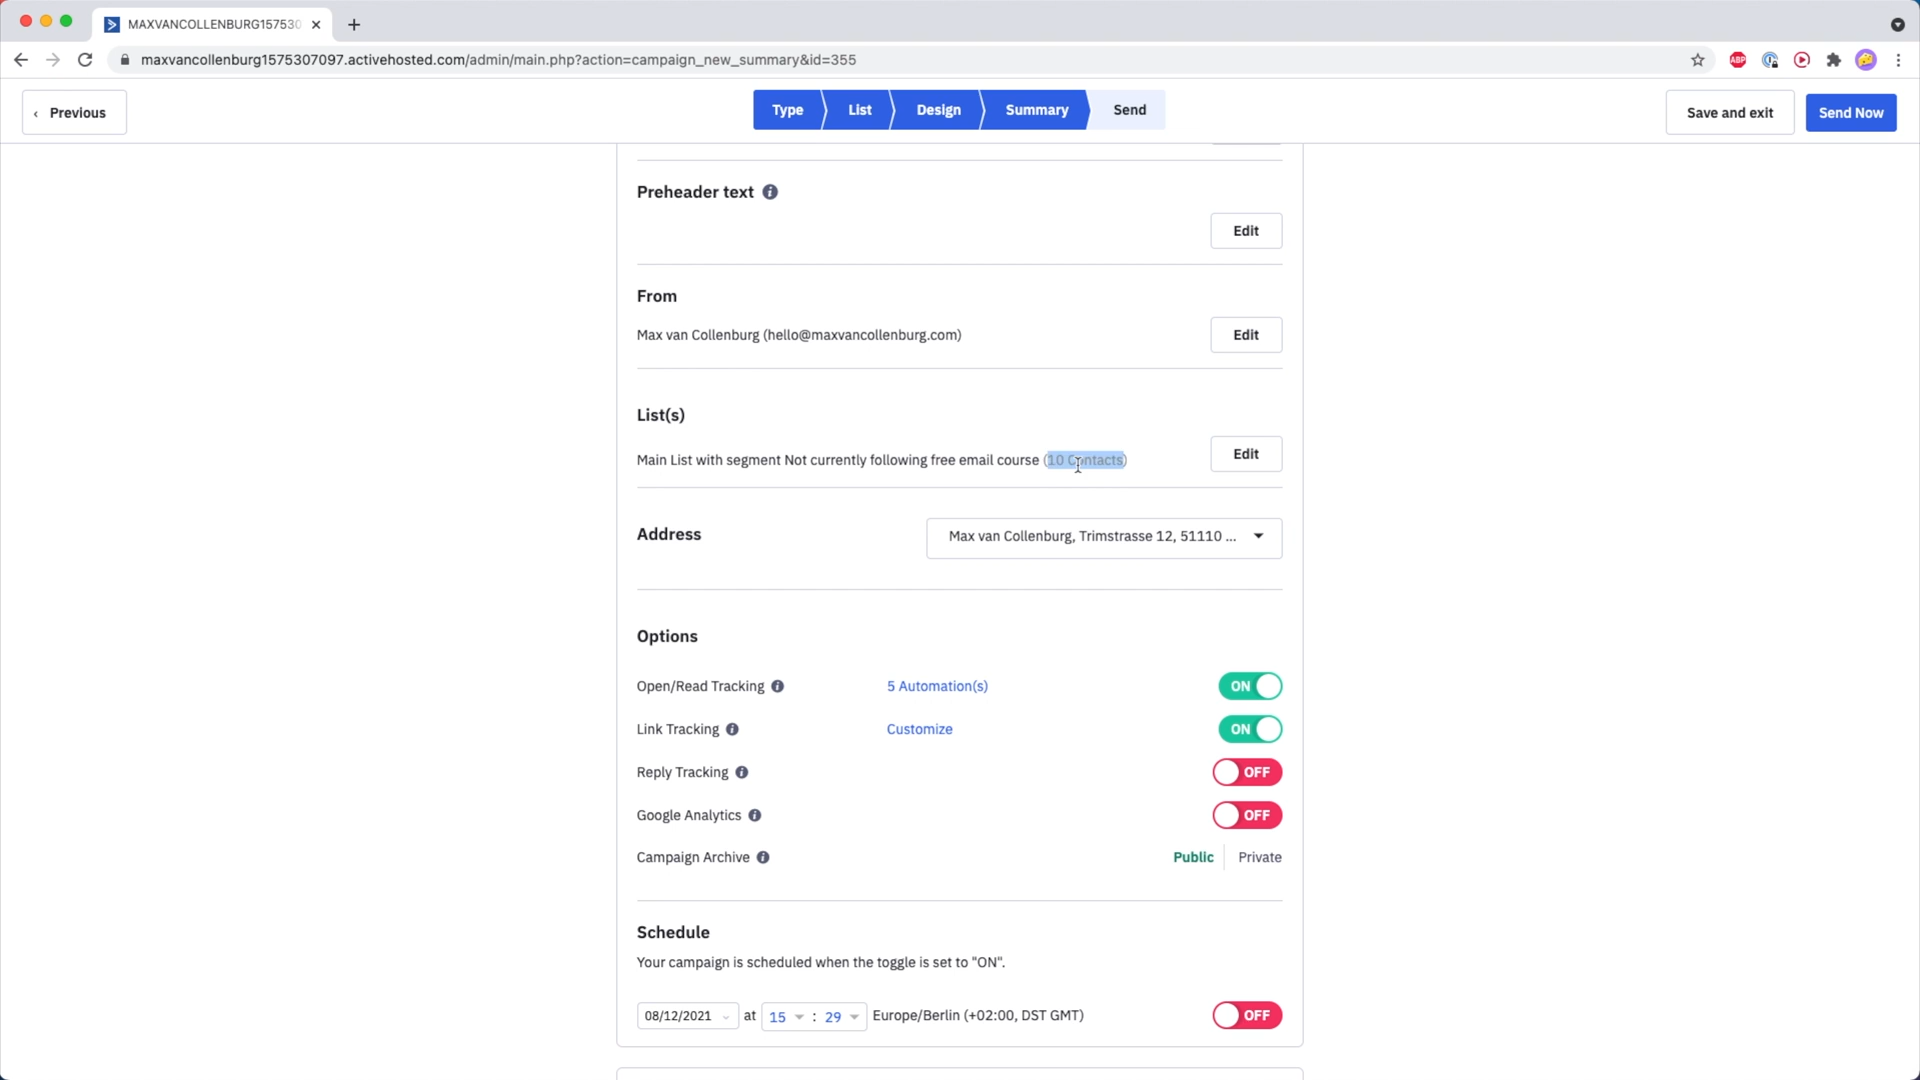 MAXVANCOLLENBURG157530
maxvancollenburg1575307097.activehosted.com/admin/main.php?action=campaign_new_summary&id=355
ABP
Previous
Type
List
Design
Summary
Send
Save and exit
Send Now
Preheader text
Edit
From
Max van Collenburg (hello@maxvancollenburg.com)
Edit
List(s)
Main List with segment Not currently following free email course (10 Contacts)
Edit
Address
Max van Collenburg, Trimstrasse 12, 51110 ...
Options
Open/Read Tracking
5 Automation(s)
ON
Link Tracking
Customize
ON
Reply Tracking
OFF
Google Analytics
OFF
Campaign Archive
Public
Private
Schedule
Your campaign is scheduled when the toggle is set to "ON".
08/12/2021 at 15 : 29 Europe/Berlin (+02:00, DST GMT)
OFF